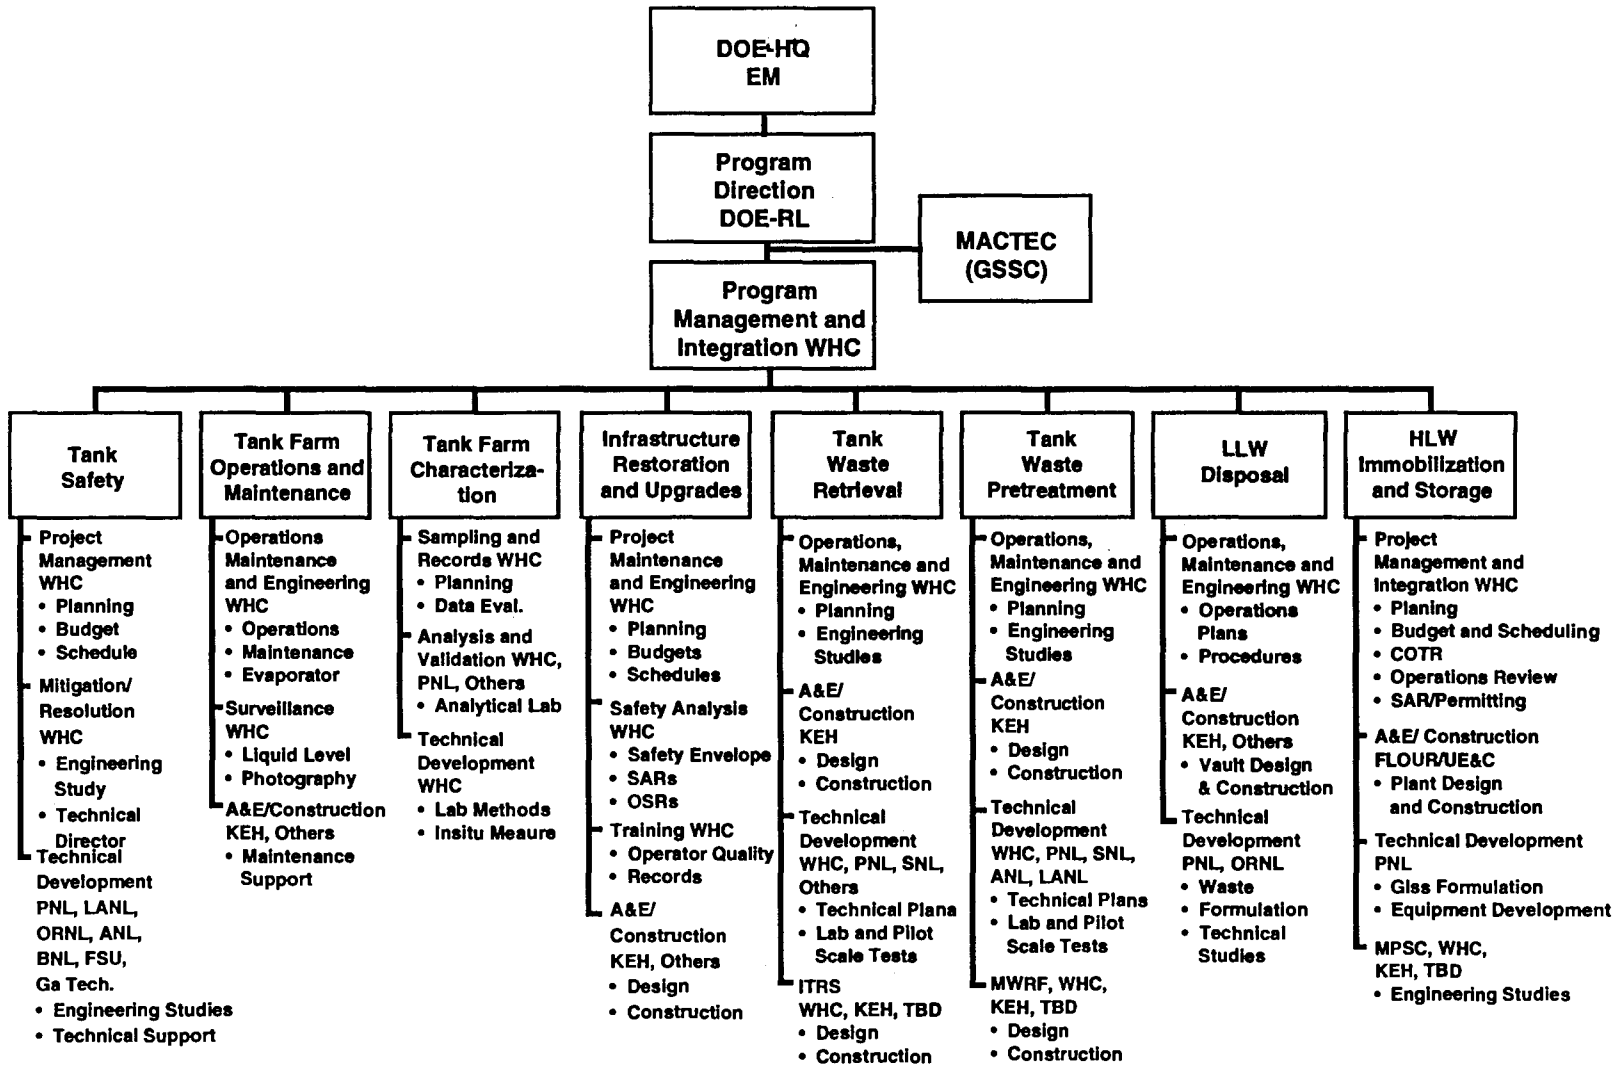 DOE-HQ
EM
Program
Direction
DOE-RL
MACTEC
(GSSC)
Program
Management and
Integration WHC
Tank
Safety
Project
Management
WHC
• Planning
• Budget
• Schedule
Mitigation/
Resolution
WHC
• Engineering
Study
• Technical
Director
Technical
Development
PNL, LANL,
ORNL, ANL,
BNL, FSU,
Ga Tech.
• Engineering Studies
• Technical Support
Tank Farm
Operations and
Maintenance
Operations
Maintenance
and Engineering
WHC
• Operations
• Maintenance
• Evaporator
Surveillance
WHC
• Liquid Level
• Photography
A&E/Construction
KEH, Others
• Maintenance
Support
Tank Farm
Characteriza-
tion
Sampling and
Records WHC
• Planning
• Data Eval.
Analysis and
Validation WHC,
PNL, Others
• Analytical Lab
Technical
Development
WHC
• Lab Methods
• Insitu Meaure
Infrastructure
Restoration
and Upgrades
Project
Maintenance
and Engineering
WHC
• Planning
• Budgets
• Schedules
Safety Analysis
WHC
• Safety Envelope
• SARs
• OSRs
Training WHC
• Operator Quality
• Records
A&E/
Construction
KEH, Others
• Design
• Construction
Tank
Waste
Retrieval
Operations,
Maintenance and
Engineering WHC
• Planning
• Engineering
Studies
A&E/
Construction
KEH
• Design
• Construction
Technical
Development
WHC, PNL, SNL,
Others
• Technical Plana
• Lab and Pilot
Scale Tests
ITRS
WHC, KEH, TBD
• Design
• Construction
Tank
Waste
Pretreatment
Operations,
Maintenance and
Engineering WHC
• Planning
• Engineering
Studies
A&E/
Construction
KEH
• Design
• Construction
Technical
Development
WHC, PNL, SNL,
ANL, LANL
• Technical Plans
• Lab and Pilot
Scale Tests
MWRF, WHC,
KEH, TBD
• Design
• Construction
LLW
Disposal
Operations,
Maintenance and
Engineering WHC
• Operations
Plans
• Procedures
A&E/
Construction
KEH, Others
• Vault Design
& Construction
Technical
Development
PNL, ORNL
• Waste
• Formulation
• Technical
Studies
HLW
Immobilization
and Storage
Project
Management and
Integration WHC
• Planing
• Budget and Scheduling
• COTR
• Operations Review
• SAR/Permitting
A&E/ Construction
FLOUR/UE&C
• Plant Design
and Construction
Technical Development
PNL
• Glss Formulation
• Equipment Development
MPSC, WHC,
KEH, TBD
• Engineering Studies